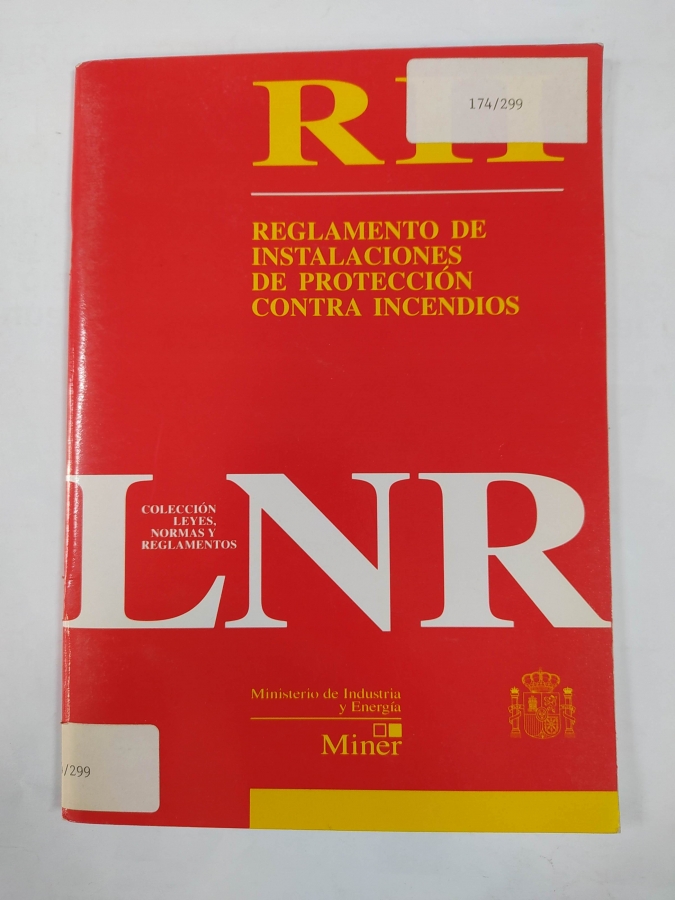 174/299
REGLAMENTO DE
INSTALACIONES
DE PROTECCIÓN
CONTRA INCENDIOS
LNR
COLECCIÓN
LEYES,
NORMAS Y
REGLAMENTOS
Ministerio de Industria
y Energía
Miner
/299